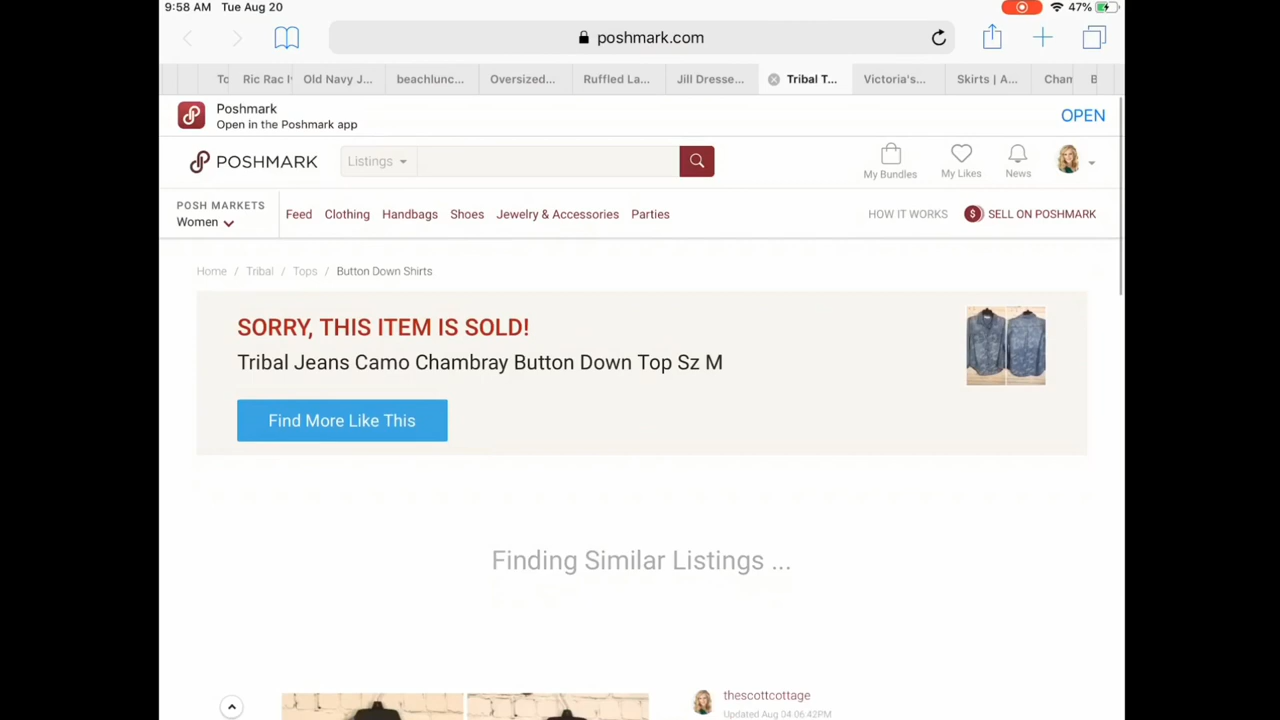 9:58 AM Tue Aug 20
47%
poshmark.com
To Ric Rac Old Navy J... beachlunc... Oversized... Ruffled La... Jill Dresse... Tribal T... Victoria's... Skirts | A... Cham B
Poshmark
Open in the Poshmark app
OPEN
POSHMARK
Listings
My Bundles My Likes News
POSH MARKETS
Women
Feed Clothing Handbags Shoes Jewelry & Accessories Parties
HOW IT WORKS $ SELL ON POSHMARK
Home / Tribal / Tops / Button Down Shirts
SORRY, THIS ITEM IS SOLD!
Tribal Jeans Camo Chambray Button Down Top Sz M
Find More Like This
Finding Similar Listings ...
thescottcottage
Updated Aug 04 06:42PM